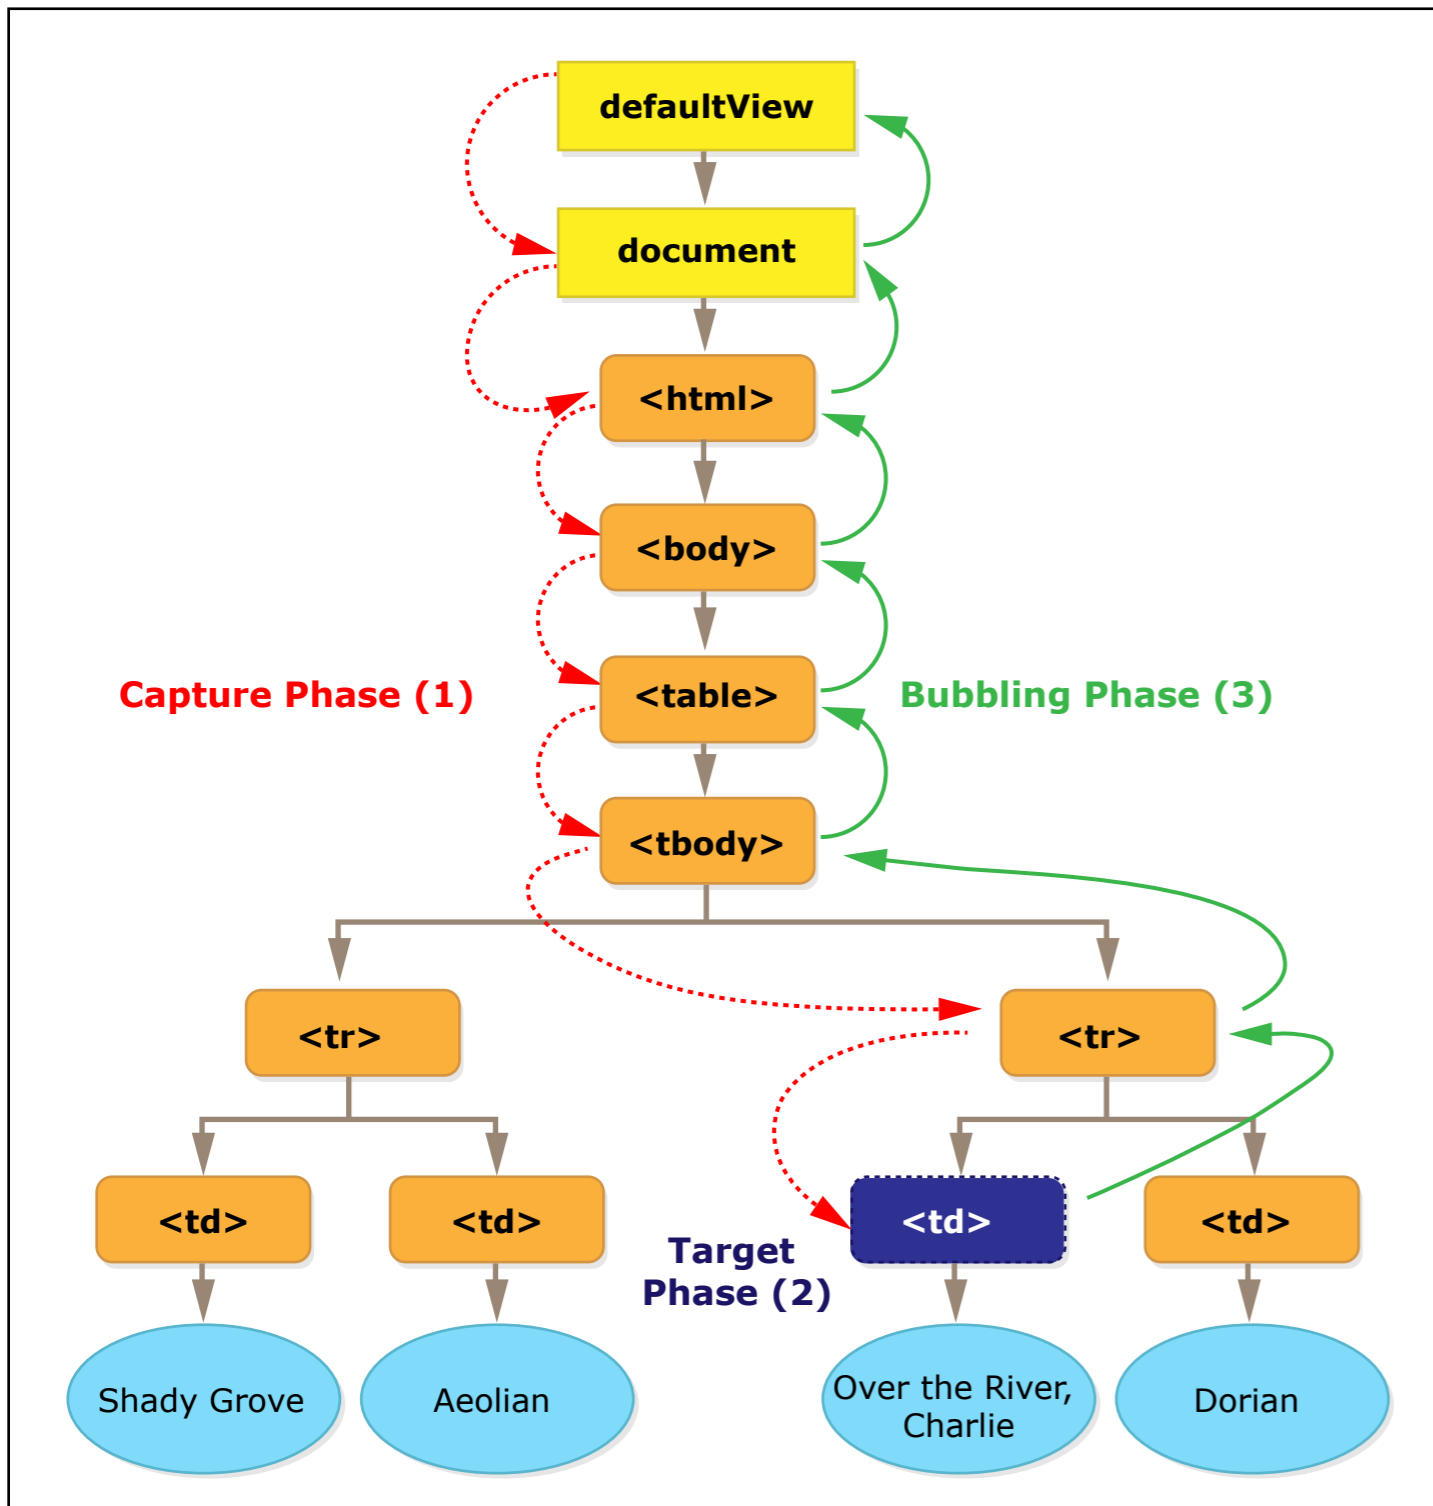 defaultView
document
<html>
<body>
<table>
Capture Phase (1)
Bubbling Phase (3)
<tbody>
<tr>
<tr>
<td>
<td>
<td>
<td>
Target
Phase (2)
Shady Grove
Aeolian
Over the River,
Charlie
Dorian